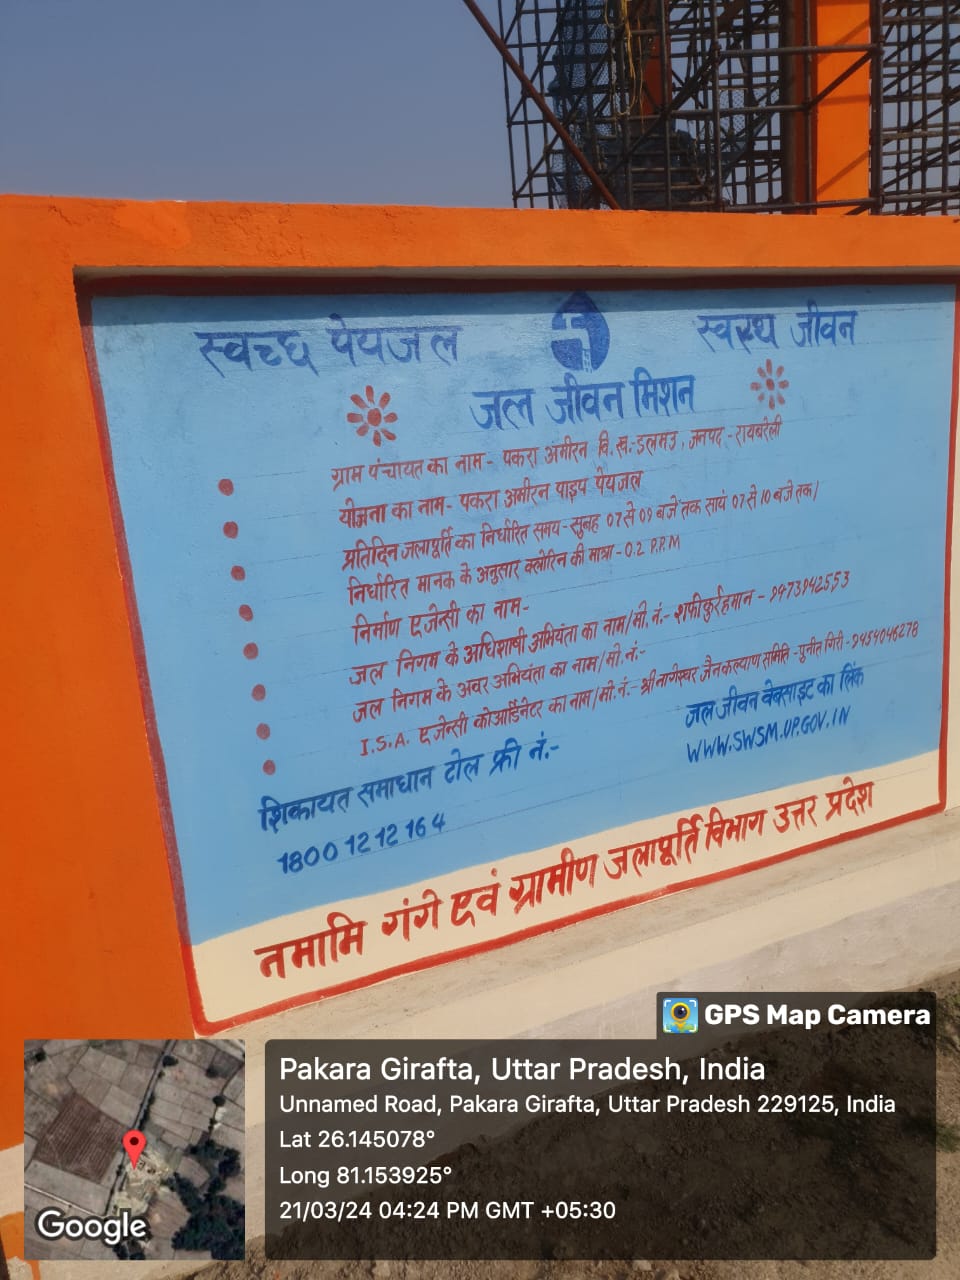 स्वच्छ पेयजल
स्वस्थ जीवन
जल जीवन मिशन
ग्राम पंचायत का नाम - पकरा अमीरन वि.ख.- डलमउ, जनपद - रायबरेली
योजना का नाम - पकरा अमीरन पाइप पेयजल
प्रतिदिन जलापूर्ति का निर्धारित समय - सुबह 07 से 09 बजे तक सायं 07 से 10 बजे तक।
निर्धारित मानक के अनुसार क्लोरिन की मात्रा - 0.2 P.P.M
निर्माण एजेन्सी का नाम -
जल निगम के अधिशाषी अभियंता का नाम/मो. नं.- शफीकुर्रहमान - 9473942553
जल निगम के अवर अभियंता का नाम/मो.नं.:-
I.S.A. एजेन्सी कोआर्डिनेटर का नाम/मो.नं.- श्री नागेश्वर जैनकल्याण समिति - पुनीत गिरी - 9454046278
शिकायत समाधान टोल फ्री नं.:-
1800 12 12 164
जल जीवन वेबसाइट का लिंक
WWW.SWSM.UP.GOV.IN
नमामि गंगे एवं ग्रामीण जलापूर्ति विभाग उत्तर प्रदेश
GPS Map Camera
Pakara Girafta, Uttar Pradesh, India
Unnamed Road, Pakara Girafta, Uttar Pradesh 229125, India
Lat 26.145078°
Long 81.153925°
21/03/24 04:24 PM GMT +05:30
Google